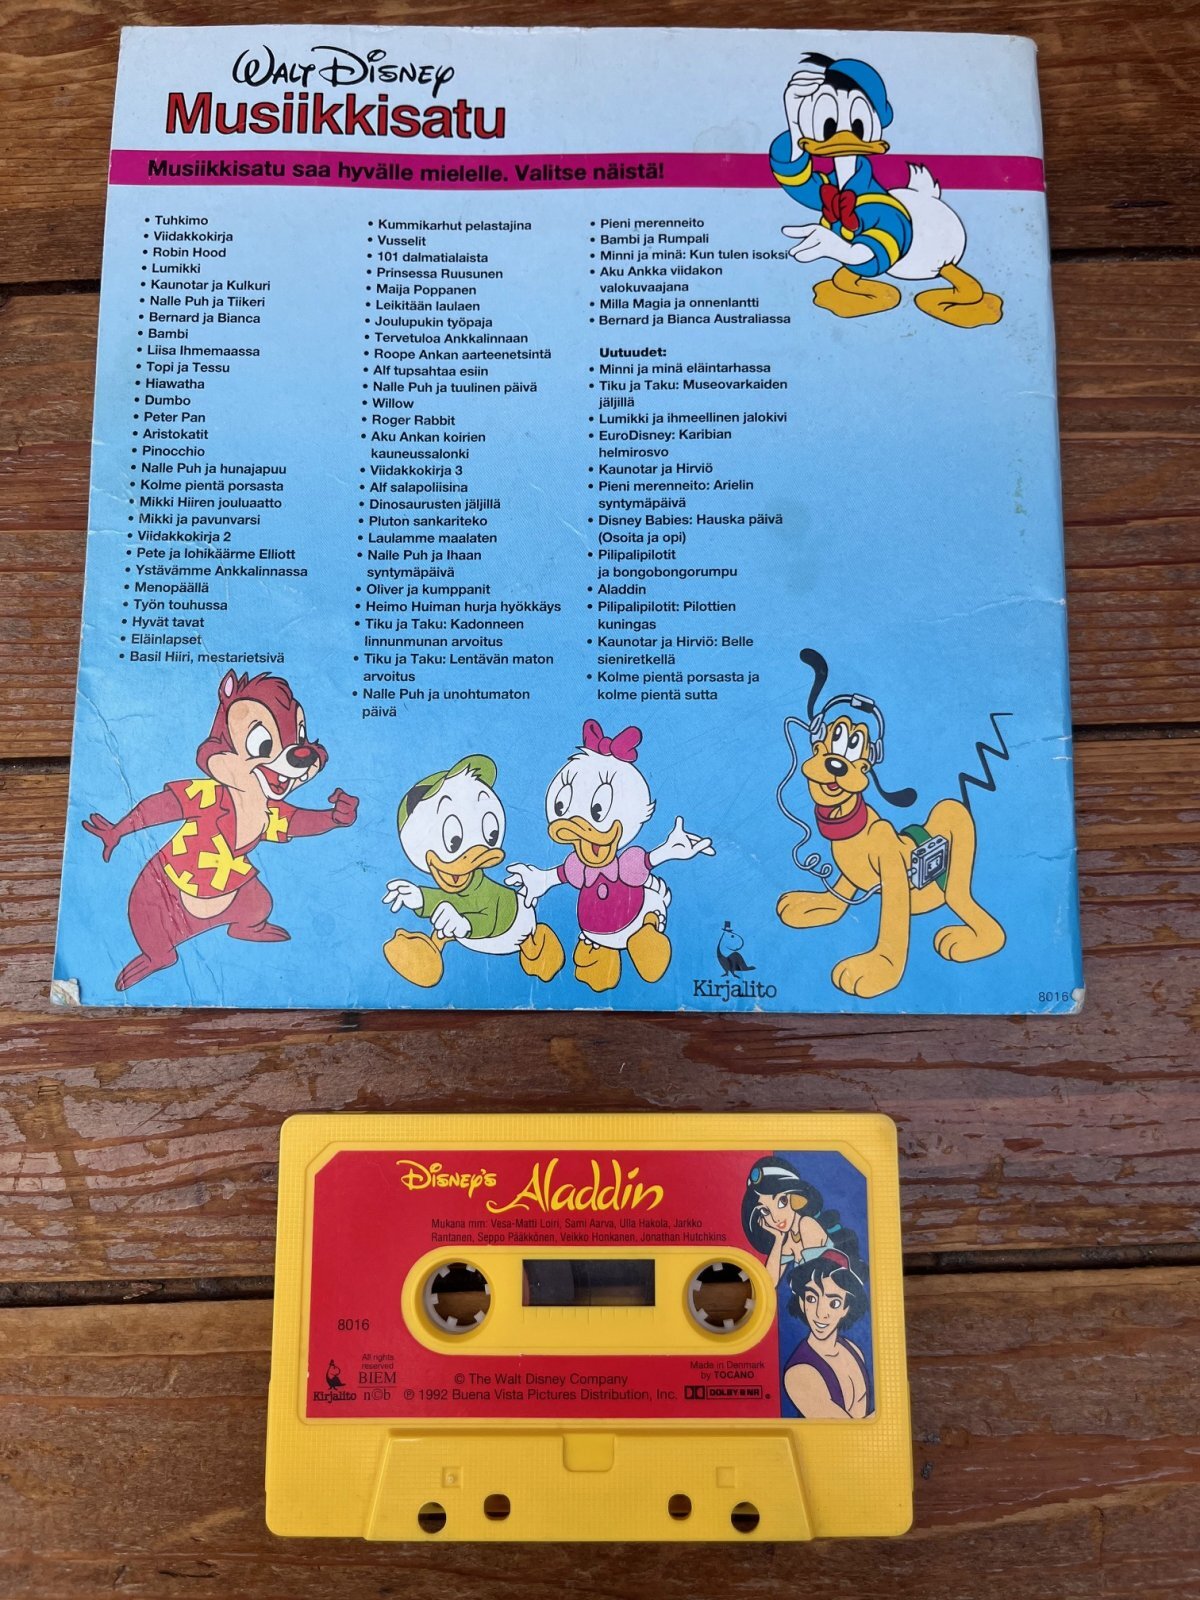 WALT DISNEY
Musiikkisatu
Musiikkisatu saa hyvälle mielelle. Valitse näistä!
• Tuhkimo
• Viidakkokirja
• Robin Hood
• Lumikki
• Kaunotar ja Kulkuri
• Nalle Puh ja Tiikeri
• Bernard ja Bianca
• Bambi
• Liisa Ihmemaassa
• Topi ja Tessu
• Hiawatha
• Dumbo
• Peter Pan
• Aristokatit
• Pinocchio
• Nalle Puh ja hunajapuu
• Kolme pientä porsasta
• Mikki Hiiren jouluaatto
• Mikki ja pavunvarsi
• Viidakkokirja 2
• Pete ja lohikäärme Elliott
• Ystävämme Ankkalinnassa
• Menopäällä
• Työn touhussa
• Hyvät tavat
• Eläinlapset
• Basil Hiiri, mestarietsivä
• Kummikarhut pelastajina
• Vusselit
• 101 dalmatialaista
• Prinsessa Ruusunen
• Maija Poppanen
• Leikitään laulaen
• Joulupukin työpaja
• Tervetuloa Ankkalinnaan
• Roope Ankan aarteenetsintä
• Alf tupsahtaa esiin
• Nalle Puh ja tuulinen päivä
• Willow
• Roger Rabbit
• Aku Ankan koirien
kauneussalonki
• Viidakkokirja 3
• Alf salapoliisina
• Dinosaurusten jäljillä
• Pluton sankariteko
• Laulamme maalaten
• Nalle Puh ja Ihaan
syntymäpäivä
• Oliver ja kumppanit
• Heimo Huiman hurja hyökkäys
• Tiku ja Taku: Kadonneen
linnunmunan arvoitus
• Tiku ja Taku: Lentävän maton
arvoitus
• Nalle Puh ja unohtumaton
päivä
• Pieni merenneito
• Bambi ja Rumpali
• Minni ja minä: Kun tulen isoksi
• Aku Ankka viidakon
valokuvaajana
• Milla Magia ja onnenlantti
• Bernard ja Bianca Australiassa
Uutuudet:
• Minni ja minä eläintarhassa
• Tiku ja Taku: Museovarkaiden
jäljillä
• Lumikki ja ihmeellinen jalokivi
• EuroDisney: Karibian
helmirosvo
• Kaunotar ja Hirviö
• Pieni merenneito: Arielin
syntymäpäivä
• Disney Babies: Hauska päivä
(Osoita ja opi)
• Pilipalipilotit
ja bongobongorumpu
• Aladdin
• Pilipalipilotit: Pilottien
kuningas
• Kaunotar ja Hirviö: Belle
sieniretkellä
• Kolme pientä porsasta ja
kolme pientä sutta
Kirjalito
8016
DISNEY'S Aladdin
Mukana mm: Vesa-Matti Loiri, Sami Aarva, Ulla Hakola, Jarkko
Rantanen, Seppo Pääkkönen, Veikko Honkanen, Jonathan Hutchkins
8016
Kirjalito
All rights
reserved
BIEM
n©b
© The Walt Disney Company
℗ 1992 Buena Vista Pictures Distribution, Inc.
Made in Denmark
by TOCANO
DOLBY B NR